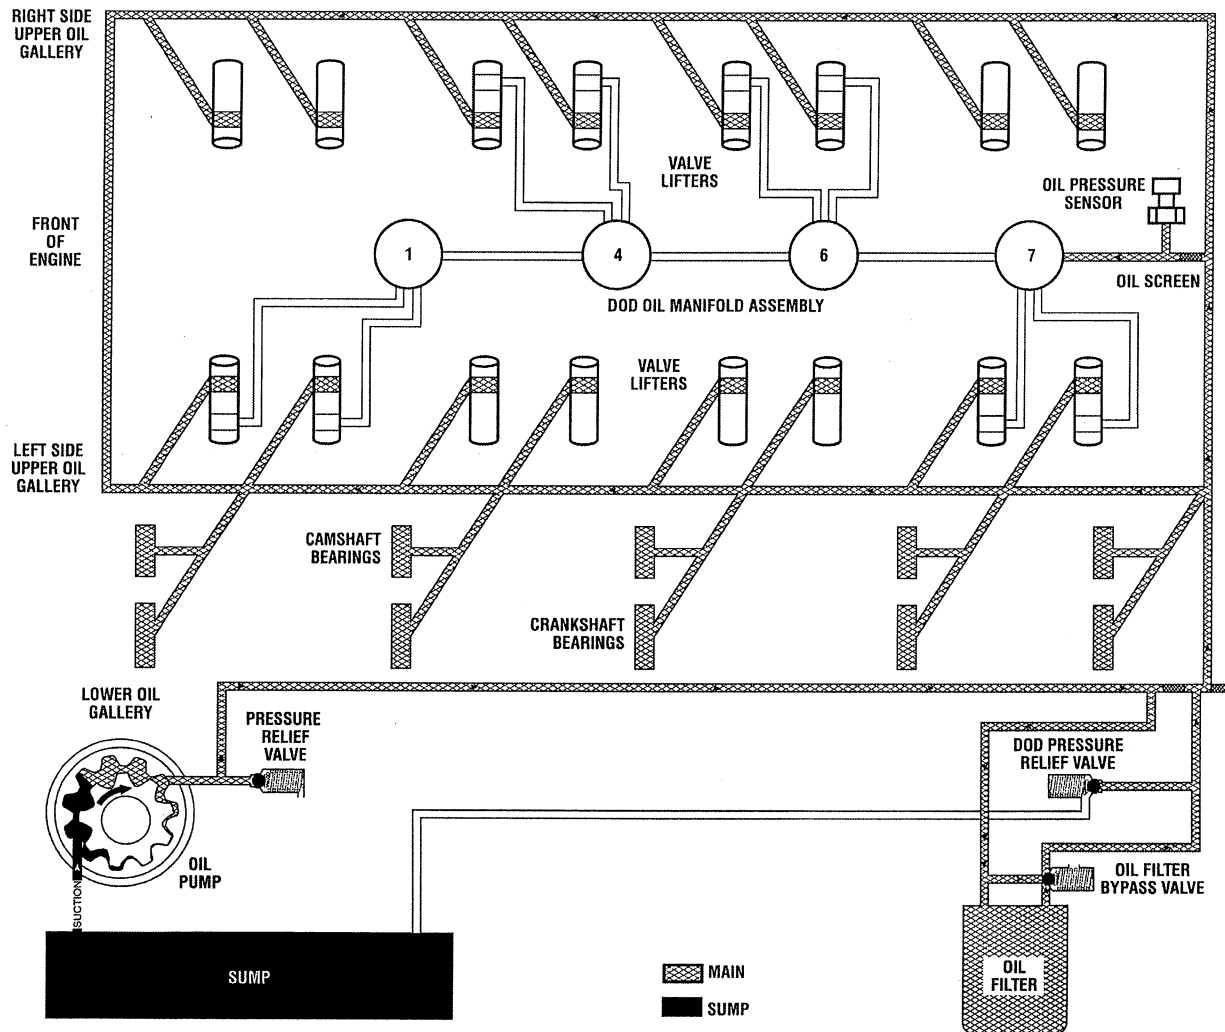 RIGHT SIDE
UPPER OIL
GALLERY
VALVE
LIFTERS
OIL PRESSURE
SENSOR
FRONT
OF
ENGINE
1
4
6
7
OIL SCREEN
DOD OIL MANIFOLD ASSEMBLY
VALVE
LIFTERS
LEFT SIDE
UPPER OIL
GALLERY
CAMSHAFT
BEARINGS
CRANKSHAFT
BEARINGS
LOWER OIL
GALLERY
PRESSURE
RELIEF
VALVE
DOD PRESSURE
RELIEF VALVE
OIL
PUMP
OIL FILTER
BYPASS VALVE
SUCTION
SUMP
MAIN
SUMP
OIL
FILTER